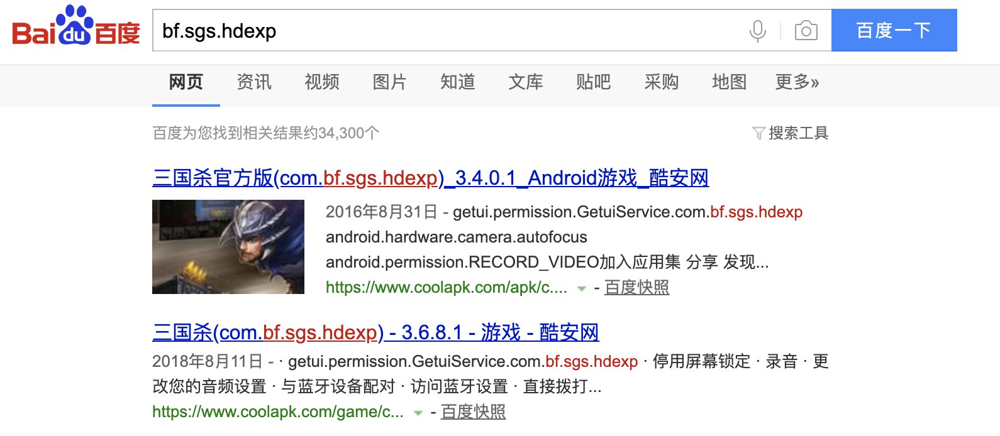 Bai du 百度
bf.sgs.hdexp
百度一下
网页 资讯 视频 图片 知道 文库 贴吧 采购 地图 更多»
百度为您找到相关结果约34,300个
搜索工具
三国杀官方版(com.bf.sgs.hdexp)_3.4.0.1_Android游戏_酷安网
2016年8月31日 - getui.permission.GetuiService.com.bf.sgs.hdexp
android.hardware.camera.autofocus
android.permission.RECORD_VIDEO加入应用集 分享 发现...
https://www.coolapk.com/apk/c.... - 百度快照
三国杀(com.bf.sgs.hdexp) - 3.6.8.1 - 游戏 - 酷安网
2018年8月11日 - · getui.permission.GetuiService.com.bf.sgs.hdexp · 停用屏幕锁定 · 录音 · 更
改您的音频设置 · 与蓝牙设备配对 · 访问蓝牙设置 · 直接拨打...
https://www.coolapk.com/game/c... - 百度快照